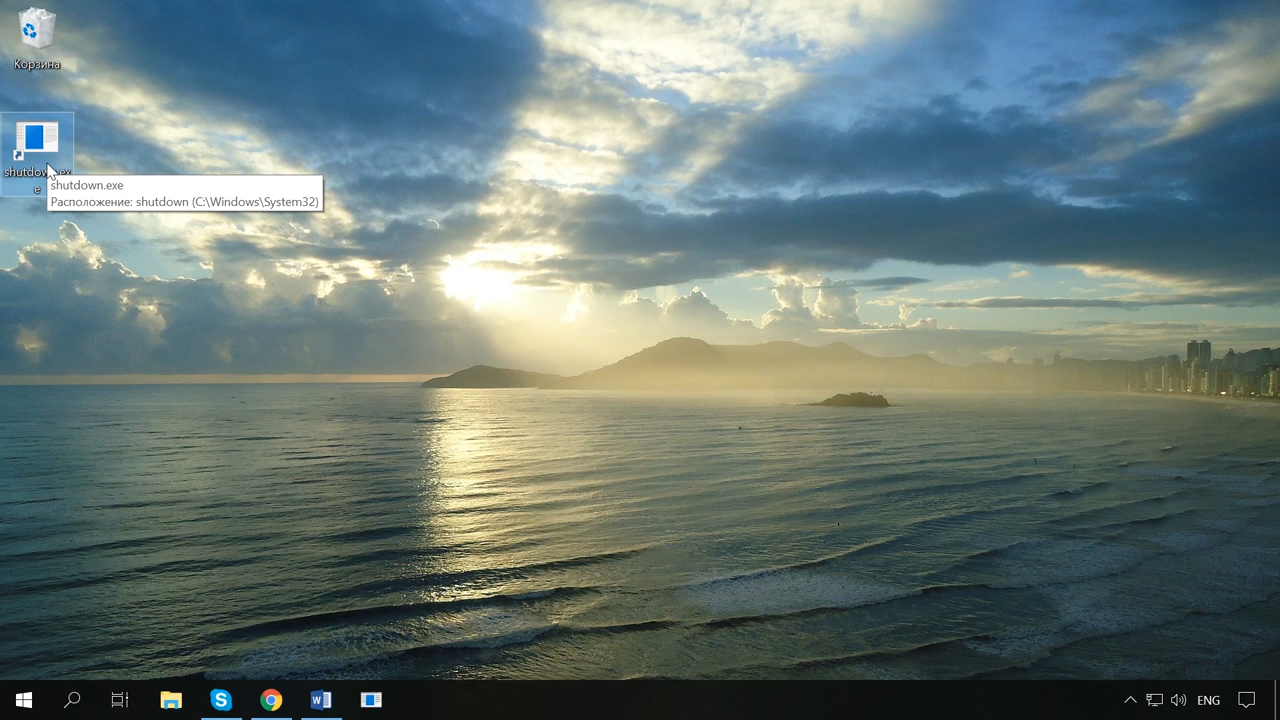 Корзина
shutdown.ex
e
shutdown.exe
Расположение: shutdown (C:\Windows\System32)
ENG